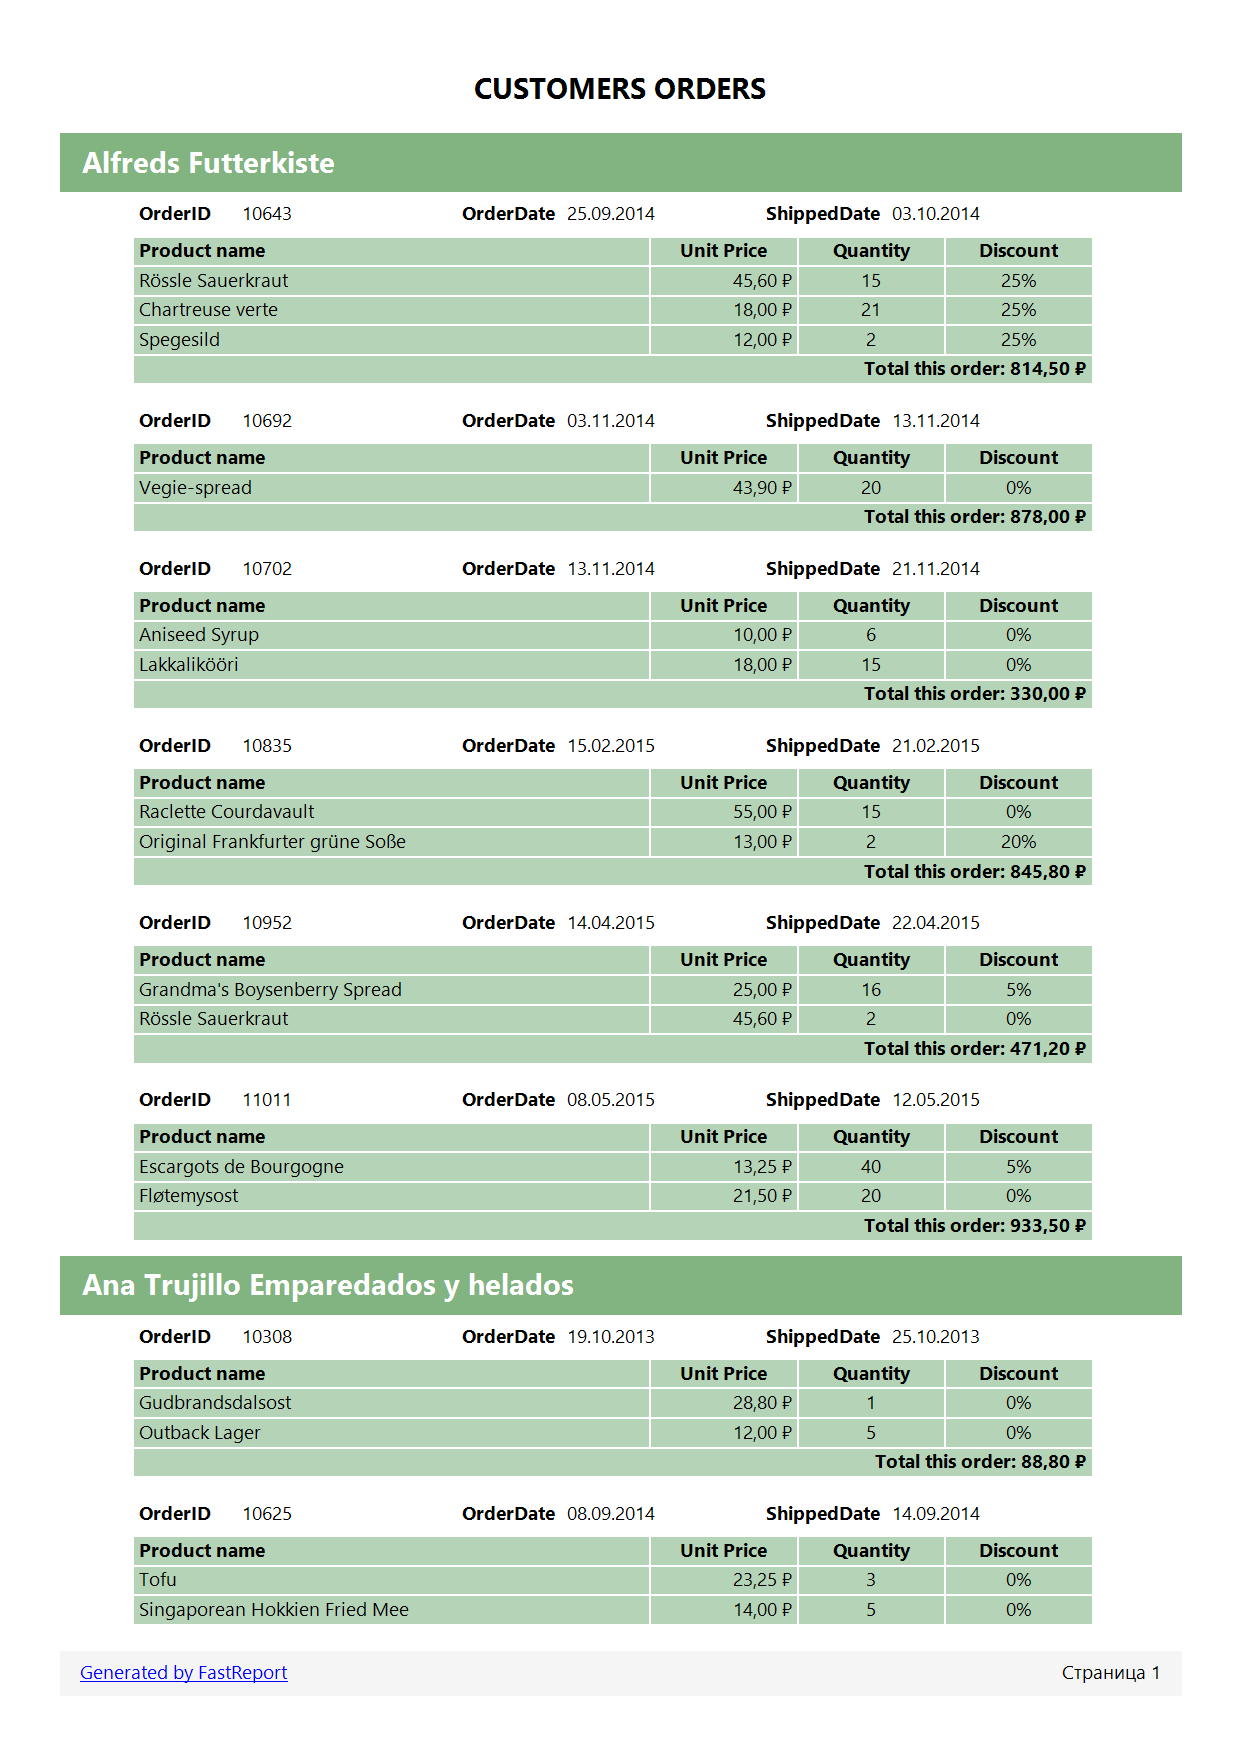 CUSTOMERS ORDERS
Alfreds Futterkiste
OrderID 10643 OrderDate 25.09.2014 ShippedDate 03.10.2014
Product name Unit Price Quantity Discount
Rössle Sauerkraut 45,60 ₽ 15 25%
Chartreuse verte 18,00 ₽ 21 25%
Spegesild 12,00 ₽ 2 25%
Total this order: 814,50 ₽
OrderID 10692 OrderDate 03.11.2014 ShippedDate 13.11.2014
Product name Unit Price Quantity Discount
Vegie-spread 43,90 ₽ 20 0%
Total this order: 878,00 ₽
OrderID 10702 OrderDate 13.11.2014 ShippedDate 21.11.2014
Product name Unit Price Quantity Discount
Aniseed Syrup 10,00 ₽ 6 0%
Lakkalikööri 18,00 ₽ 15 0%
Total this order: 330,00 ₽
OrderID 10835 OrderDate 15.02.2015 ShippedDate 21.02.2015
Product name Unit Price Quantity Discount
Raclette Courdavault 55,00 ₽ 15 0%
Original Frankfurter grüne Soße 13,00 ₽ 2 20%
Total this order: 845,80 ₽
OrderID 10952 OrderDate 14.04.2015 ShippedDate 22.04.2015
Product name Unit Price Quantity Discount
Grandma's Boysenberry Spread 25,00 ₽ 16 5%
Rössle Sauerkraut 45,60 ₽ 2 0%
Total this order: 471,20 ₽
OrderID 11011 OrderDate 08.05.2015 ShippedDate 12.05.2015
Product name Unit Price Quantity Discount
Escargots de Bourgogne 13,25 ₽ 40 5%
Fløtemysost 21,50 ₽ 20 0%
Total this order: 933,50 ₽
Ana Trujillo Emparedados y helados
OrderID 10308 OrderDate 19.10.2013 ShippedDate 25.10.2013
Product name Unit Price Quantity Discount
Gudbrandsdalsost 28,80 ₽ 1 0%
Outback Lager 12,00 ₽ 5 0%
Total this order: 88,80 ₽
OrderID 10625 OrderDate 08.09.2014 ShippedDate 14.09.2014
Product name Unit Price Quantity Discount
Tofu 23,25 ₽ 3 0%
Singaporean Hokkien Fried Mee 14,00 ₽ 5 0%
Generated by FastReport Страница 1